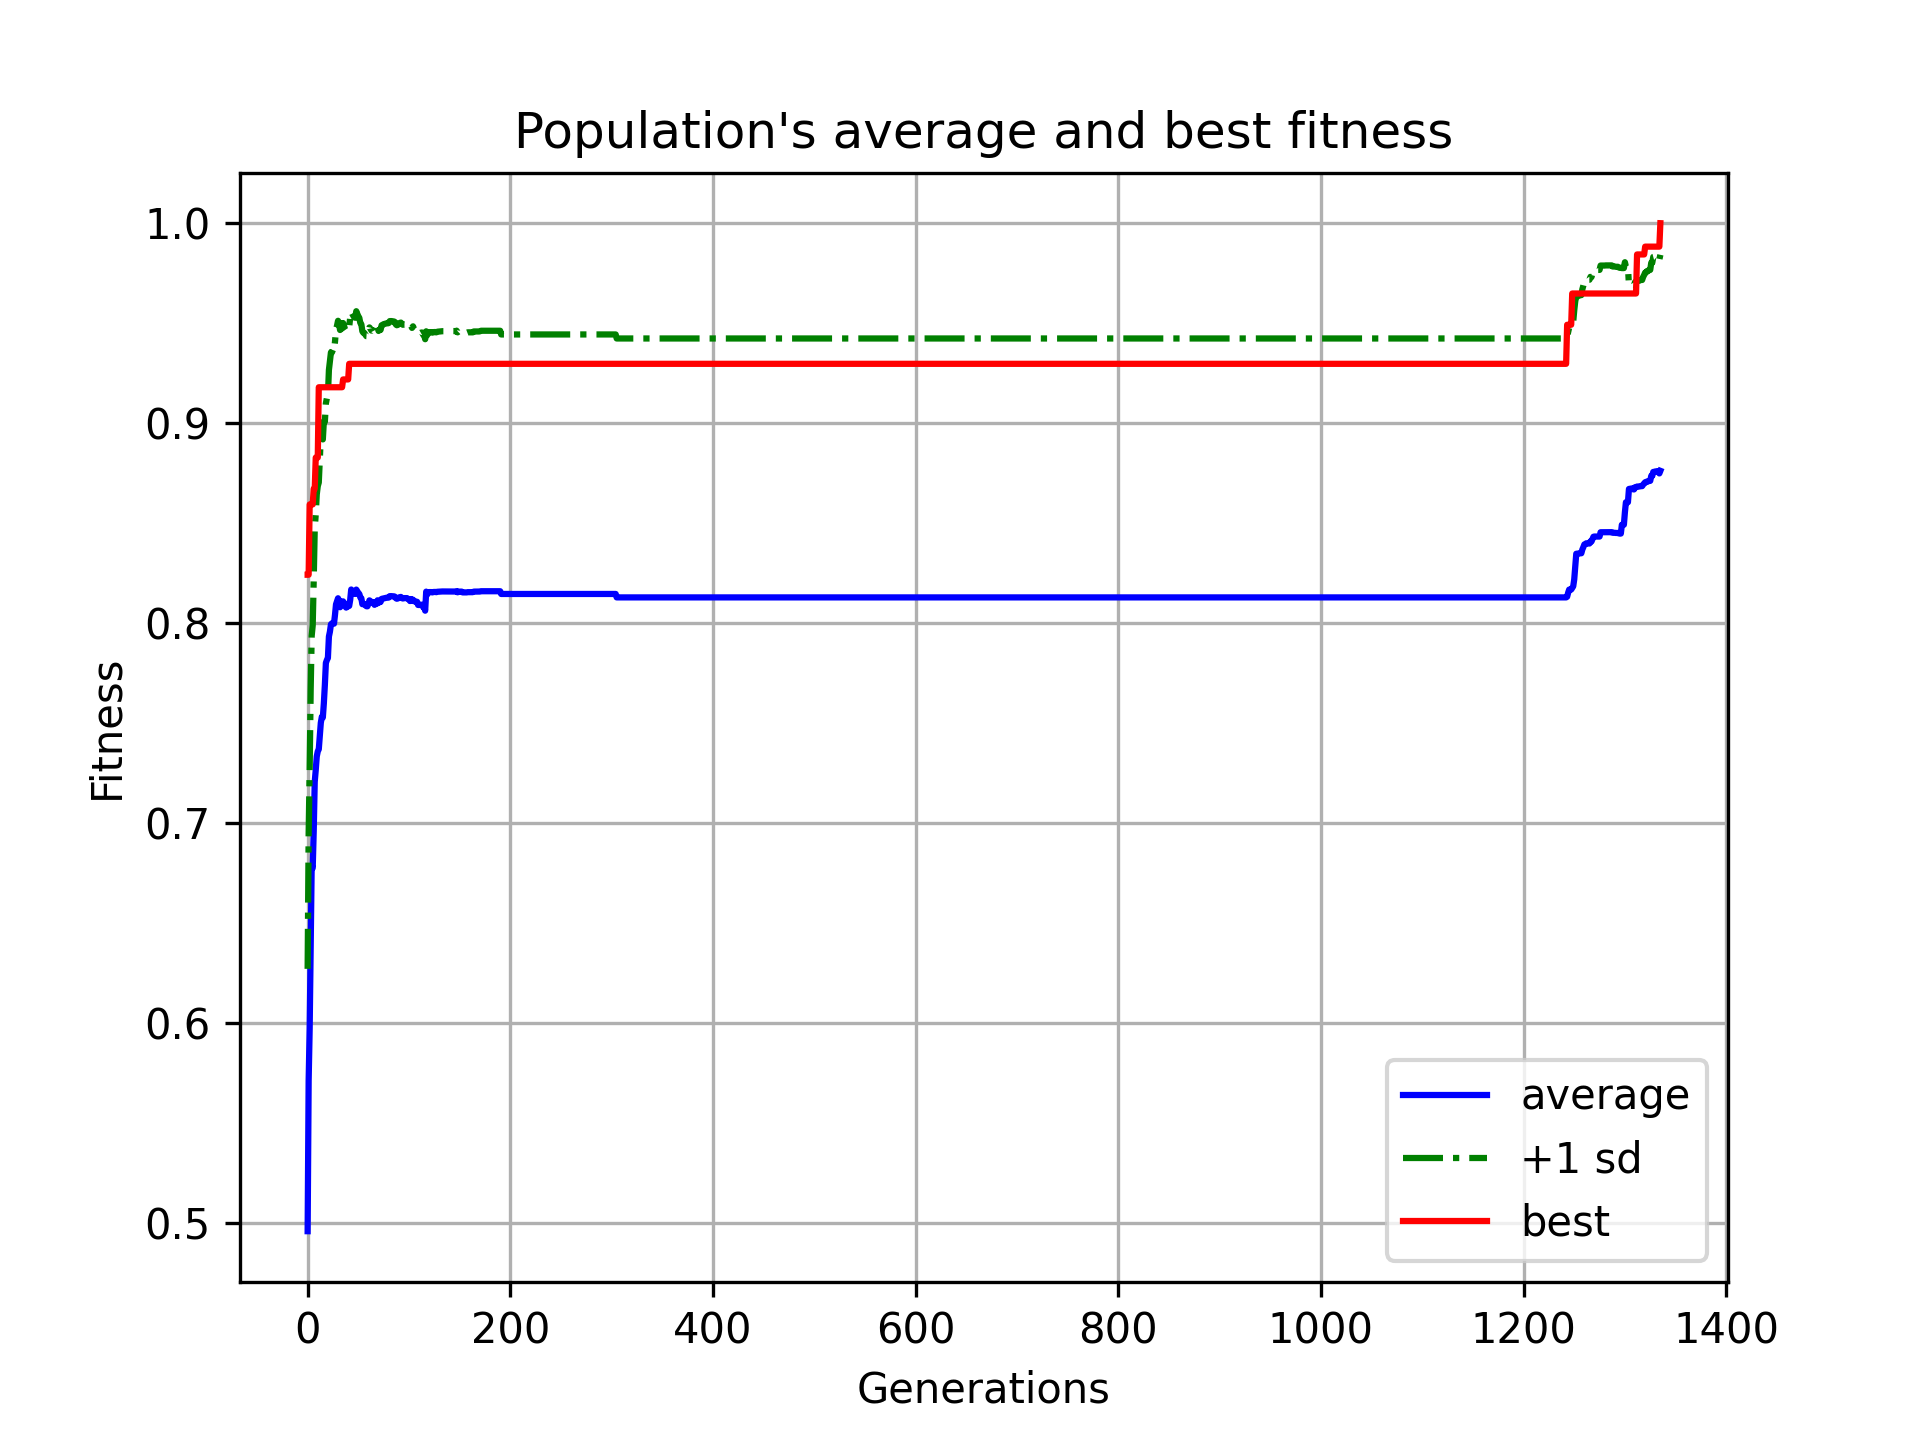 Population's average and best fitness
1.0
0.9
0.8
0.7
0.6
0.5
Fitness
0 200 400 600 800 1000 1200 1400
Generations
average
+1 sd
best